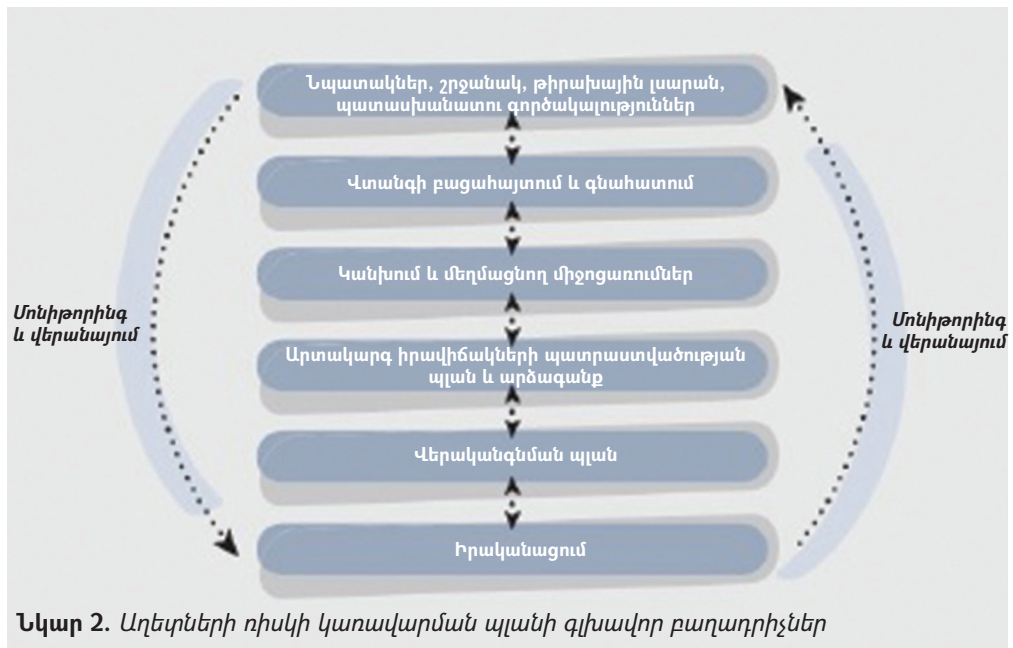 Նպատակներ, շրջանակ, թիրախային լսարան,
պատասխանատու գործակալություններ
Վտանգի բացահայտում և գնահատում
Կանխում և մեղմացնող միջոցառումներ
Մոնիթորինգ
և վերանայում
Մոնիթորինգ
և վերանայում
Արտակարգ իրավիճակների պատրաստվածության
պլան և արձագանք
Վերականգնման պլան
Իրականացում
Նկար 2. Աղետների ռիսկի կառավարման պլանի գլխավոր բաղադրիչներ